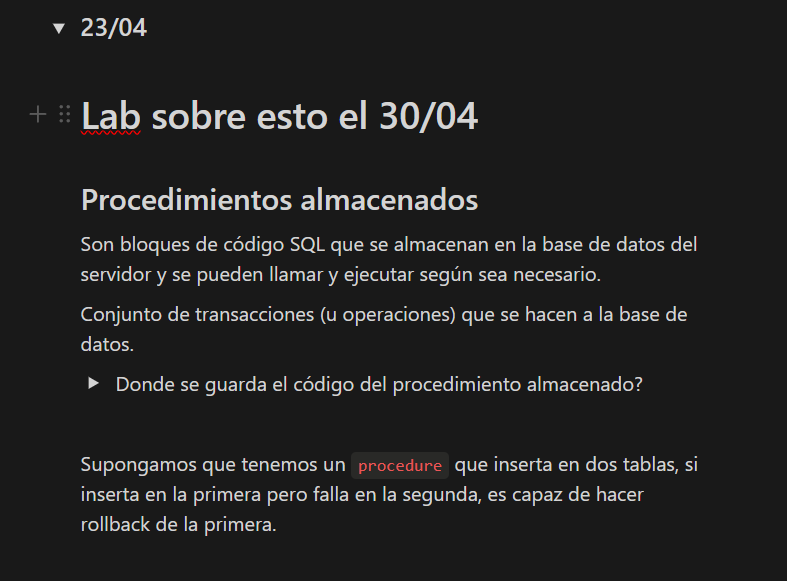 23/04
Lab sobre esto el 30/04
Procedimientos almacenados
Son bloques de código SQL que se almacenan en la base de datos del
servidor y se pueden llamar y ejecutar según sea necesario.
Conjunto de transacciones (u operaciones) que se hacen a la base de
datos.
Donde se guarda el código del procedimiento almacenado?
Supongamos que tenemos un procedure que inserta en dos tablas, si
inserta en la primera pero falla en la segunda, es capaz de hacer
rollback de la primera.